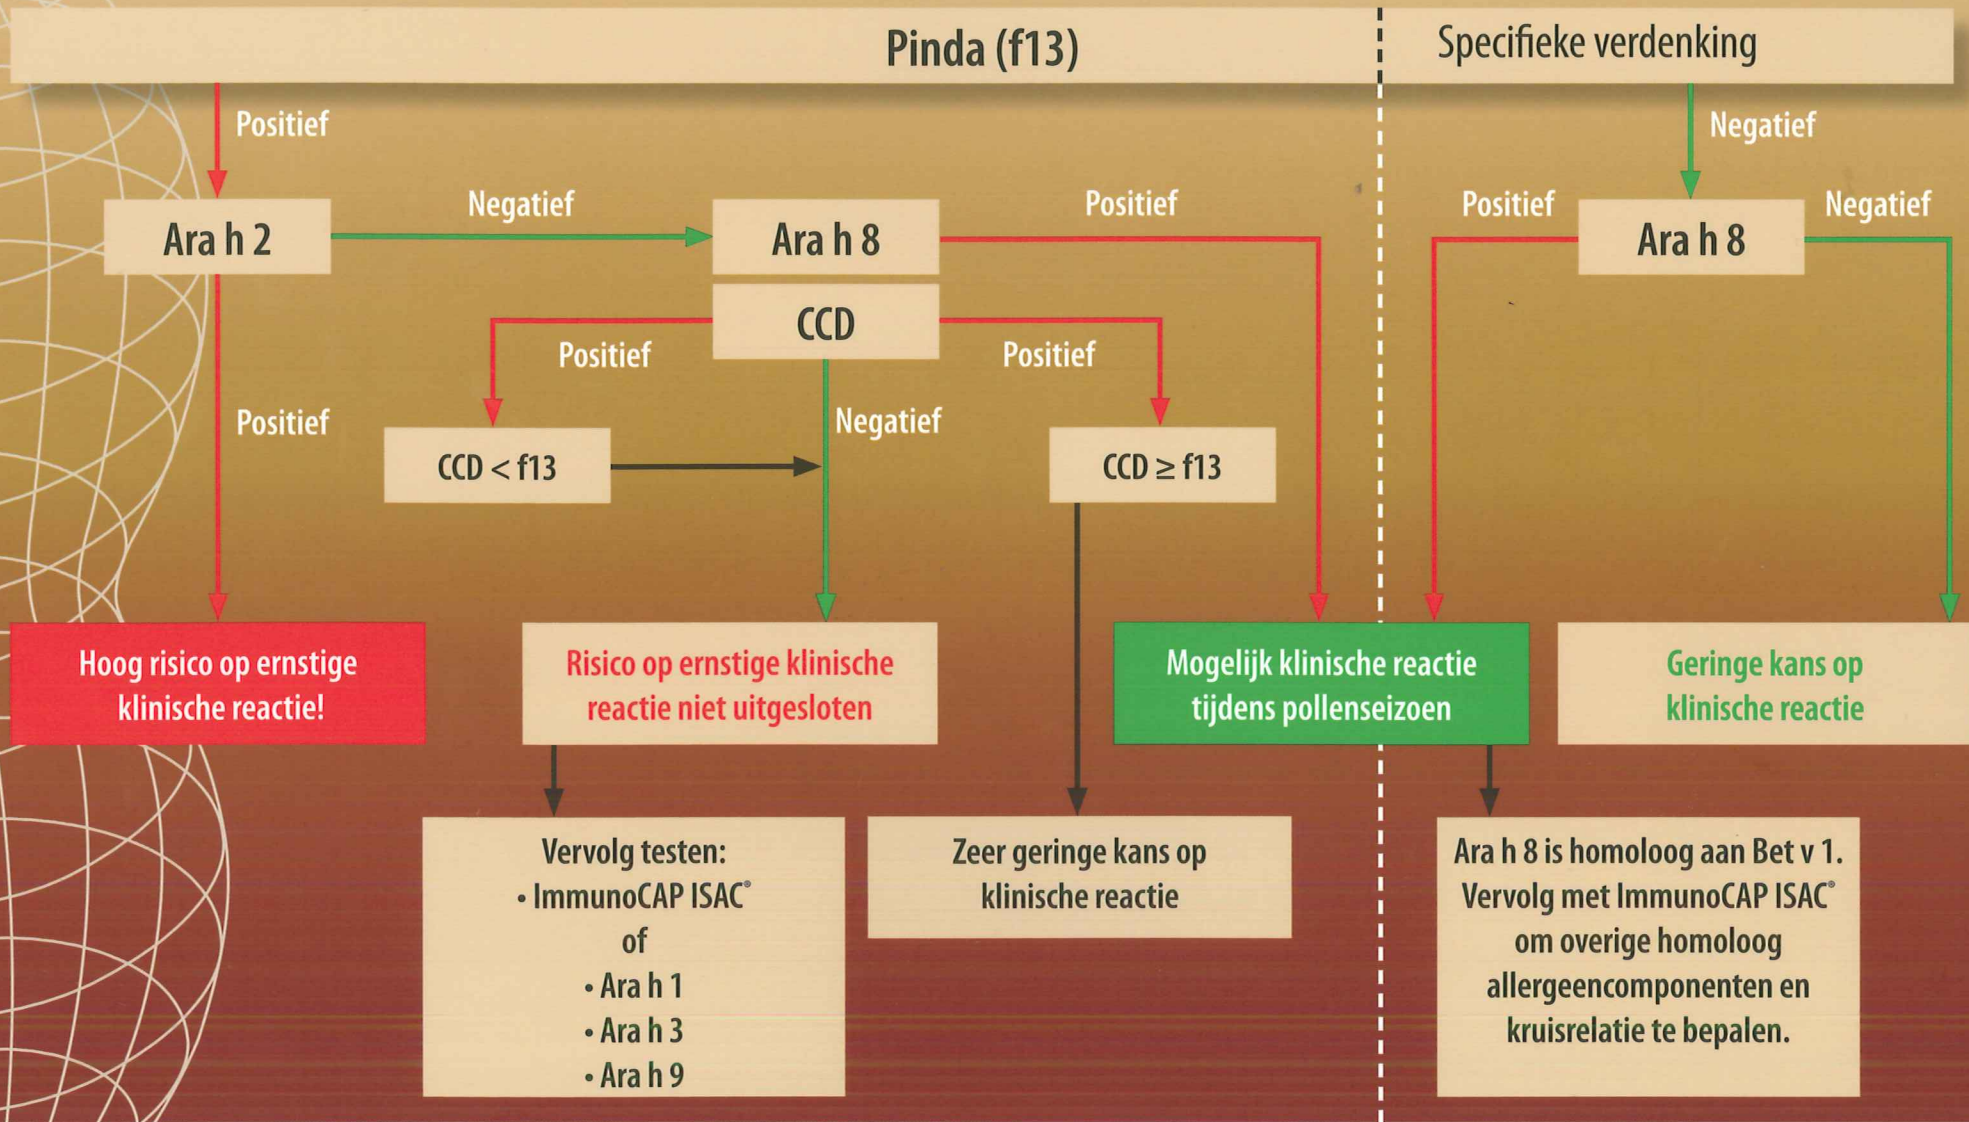 Pinda (f13)
Specifieke verdenking
Positief
Negatief
Ara h 2
Negatief
Ara h 8
Positief
Positief
Ara h 8
Negatief
CCD
Positief
Positief
Positief
Negatief
CCD < f13
CCD ≥ f13
Hoog risico op ernstige
klinische reactie!
Risico op ernstige klinische
reactie niet uitgesloten
Mogelijk klinische reactie
tijdens pollenseizoen
Geringe kans op
klinische reactie
Vervolg testen:
• ImmunoCAP ISAC®
of
• Ara h 1
• Ara h 3
• Ara h 9
Zeer geringe kans op
klinische reactie
Ara h 8 is homoloog aan Bet v 1.
Vervolg met ImmunoCAP ISAC®
om overige homoloog
allergeencomponenten en
kruisrelatie te bepalen.